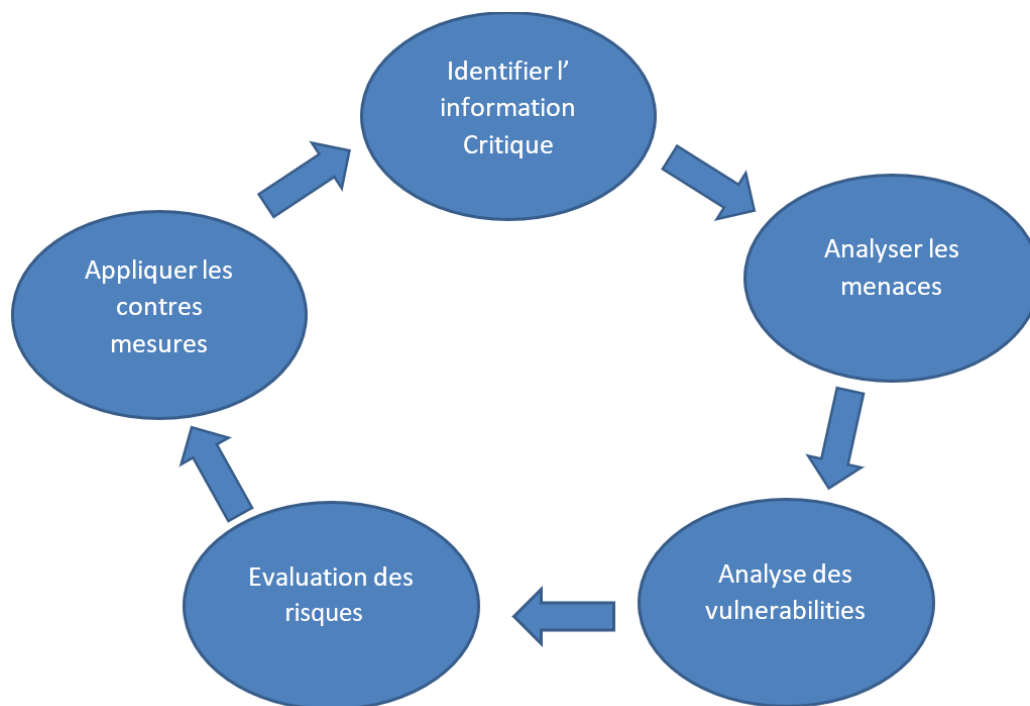 Identifier l’
information
Critique
Analyser les
menaces
Analyse des
vulnerabilities
Evaluation des
risques
Appliquer les
contres
mesures